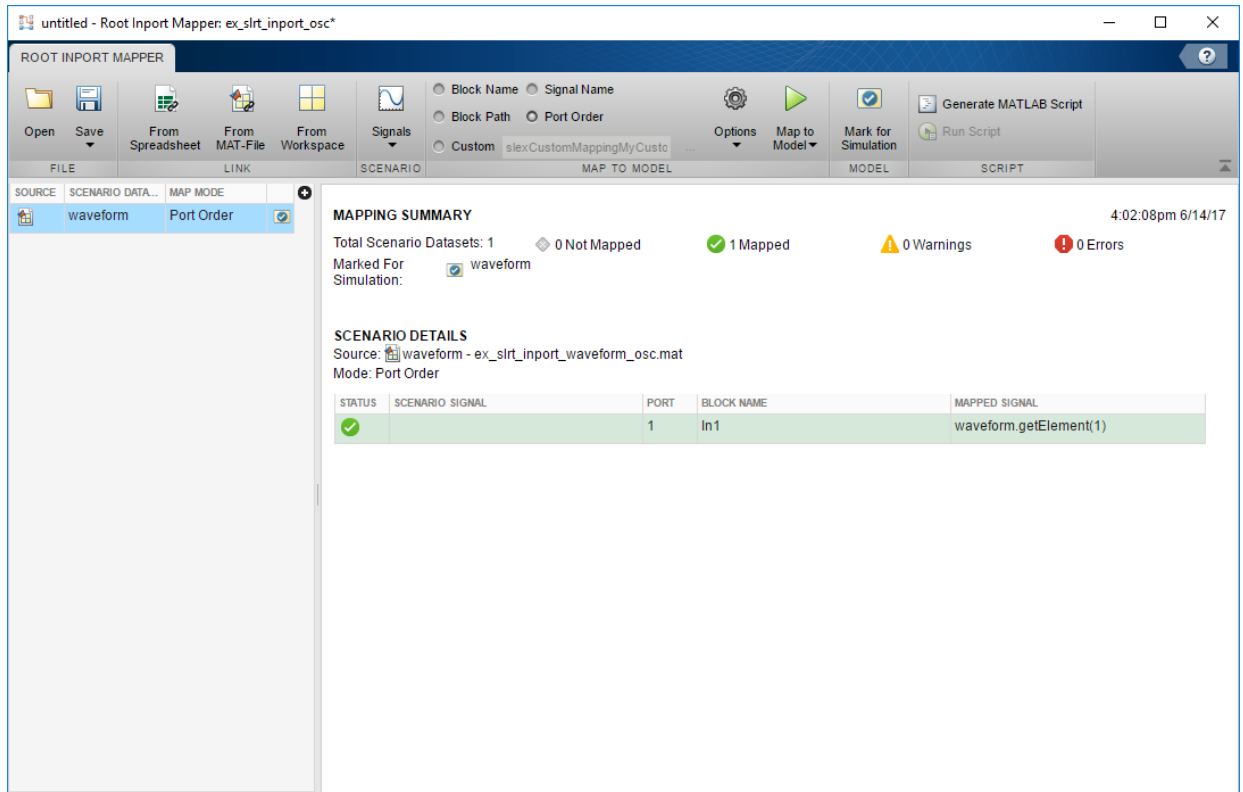 untitled - Root Inport Mapper: ex_slrt_inport_osc*
ROOT INPORT MAPPER
?
Block Name Signal Name
Block Path Port Order
Custom slexCustomMappingMyCusto ...
Open Save From Spreadsheet From MAT-File From Workspace Signals Options Map to Model Mark for Simulation
Generate MATLAB Script
Run Script
FILE LINK SCENARIO MAP TO MODEL MODEL SCRIPT
SOURCE SCENARIO DATA... MAP MODE
waveform Port Order
MAPPING SUMMARY 4:02:08pm 6/14/17
Total Scenario Datasets: 1 0 Not Mapped 1 Mapped 0 Warnings 0 Errors
Marked For waveform
Simulation:
SCENARIO DETAILS
Source: waveform - ex_slrt_inport_waveform_osc.mat
Mode: Port Order
STATUS SCENARIO SIGNAL PORT BLOCK NAME MAPPED SIGNAL
1 In1 waveform.getElement(1)